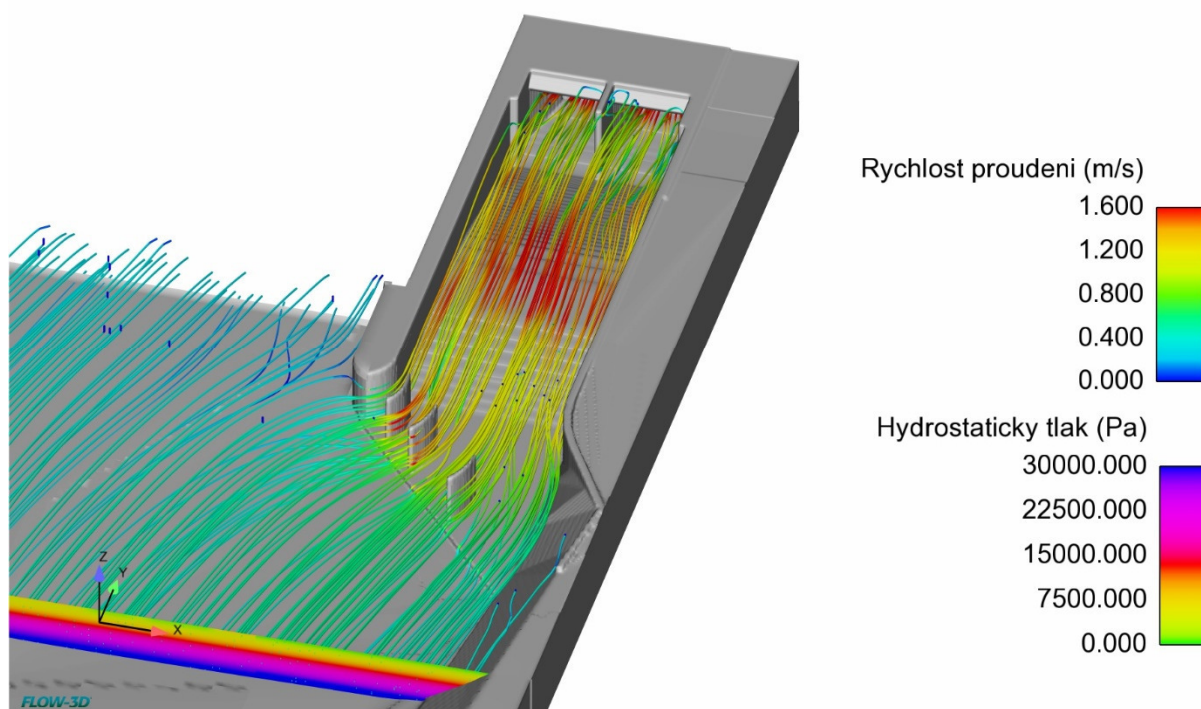 Rychlost proudeni (m/s)
1.600
1.200
0.800
0.400
0.000
Hydrostaticky tlak (Pa)
30000.000
22500.000
15000.000
7500.000
0.000
Z
Y
X
FLOW-3D